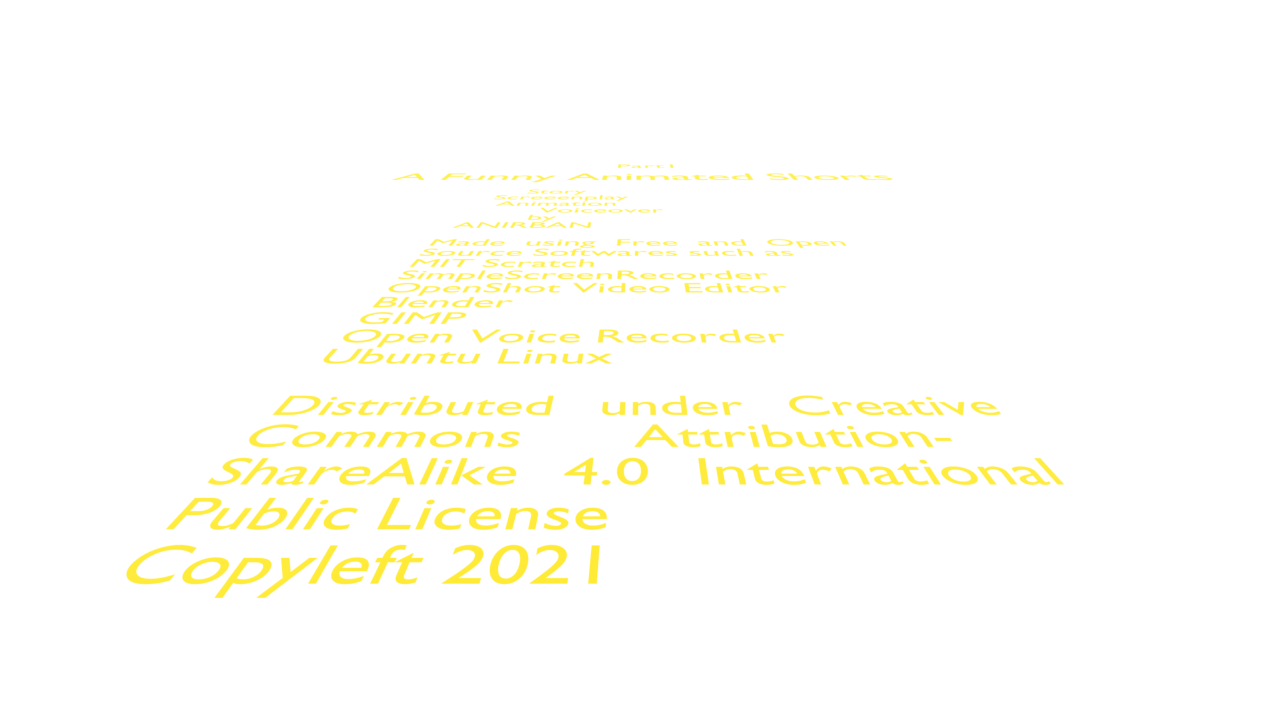 Part I
A Funny Animated Shorts
Story
Screeenplay
Animation
Voiceover
by
ANIRBAN
Made using Free and Open
Source Softwares such as
MIT Scratch
SimpleScreenRecorder
OpenShot Video Editor
Blender
GIMP
Open Voice Recorder
Ubuntu Linux
Distributed under Creative
Commons Attribution-
ShareAlike 4.0 International
Public License
Copyleft 2021